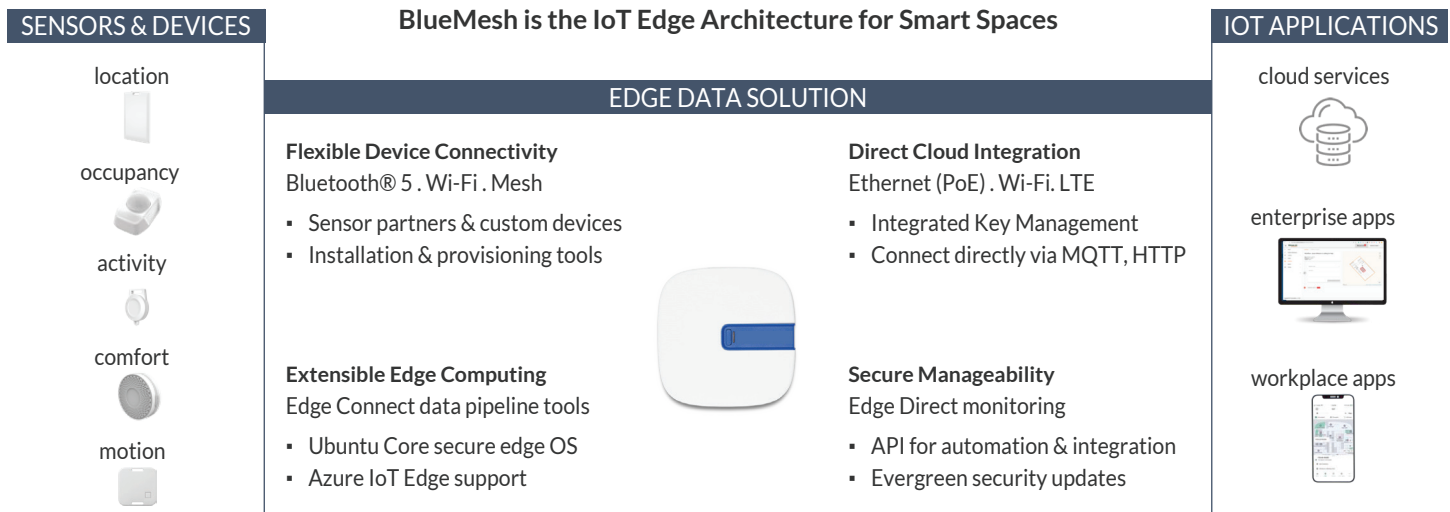 BlueMesh is the IoT Edge Architecture for Smart Spaces
SENSORS & DEVICES
location
occupancy
activity
comfort
motion
EDGE DATA SOLUTION
Flexible Device Connectivity
Bluetooth® 5 . Wi-Fi . Mesh
▪ Sensor partners & custom devices
▪ Installation & provisioning tools
Extensible Edge Computing
Edge Connect data pipeline tools
▪ Ubuntu Core secure edge OS
▪ Azure IoT Edge support
Direct Cloud Integration
Ethernet (PoE) . Wi-Fi. LTE
▪ Integrated Key Management
▪ Connect directly via MQTT, HTTP
Secure Manageability
Edge Direct monitoring
▪ API for automation & integration
▪ Evergreen security updates
IOT APPLICATIONS
cloud services
enterprise apps
workplace apps